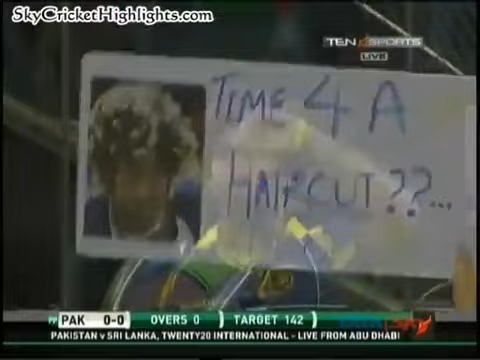 SkyCricketHighlights.com
TEN SPORTS
LIVE
TIME 4 A
HAIRCUT??...
PP PAK 0-0 OVERS 0 TARGET 142
PAKISTAN V SRI LANKA, TWENTY20 INTERNATIONAL - LIVE FROM ABU DHABI